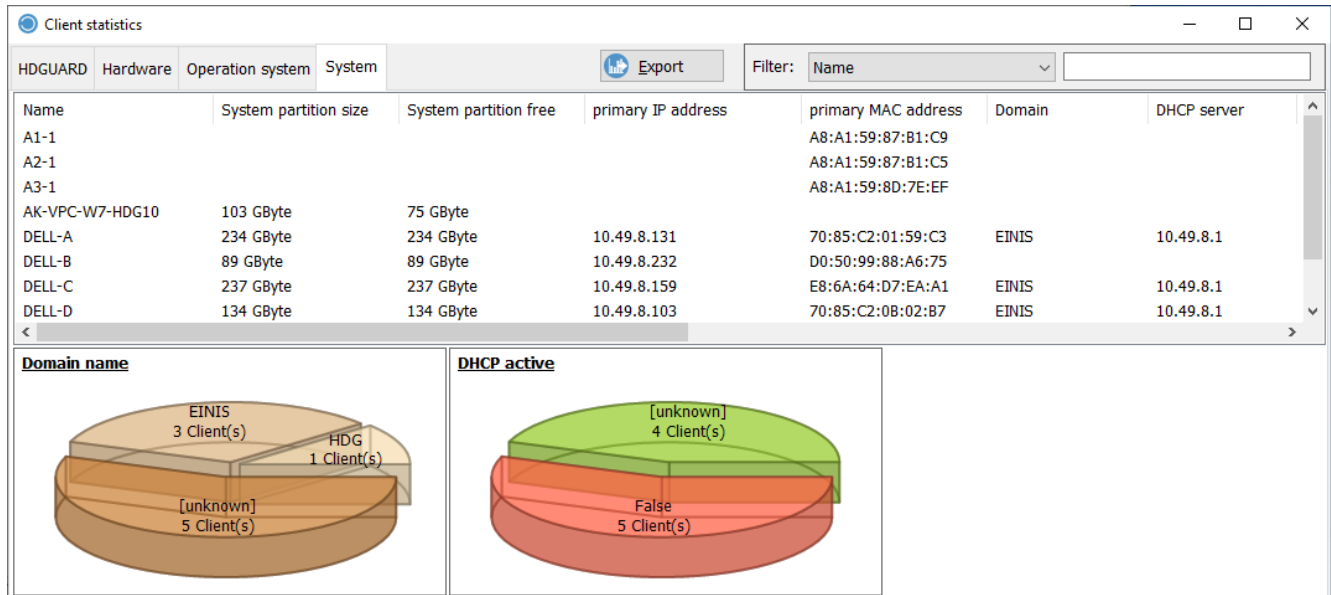 Client statistics
HDGUARD Hardware Operation system System Export Filter: Name
Name System partition size System partition free primary IP address primary MAC address Domain DHCP server
A1-1 A8:A1:59:87:B1:C9
A2-1 A8:A1:59:87:B1:C5
A3-1 A8:A1:59:8D:7E:EF
AK-VPC-W7-HDG10 103 GByte 75 GByte
DELL-A 234 GByte 234 GByte 10.49.8.131 70:85:C2:01:59:C3 EINIS 10.49.8.1
DELL-B 89 GByte 89 GByte 10.49.8.232 D0:50:99:88:A6:75
DELL-C 237 GByte 237 GByte 10.49.8.159 E8:6A:64:D7:EA:A1 EINIS 10.49.8.1
DELL-D 134 GByte 134 GByte 10.49.8.103 70:85:C2:0B:02:B7 EINIS 10.49.8.1
Domain name
EINIS
3 Client(s)
HDG
1 Client(s)
[unknown]
5 Client(s)
DHCP active
[unknown]
4 Client(s)
False
5 Client(s)